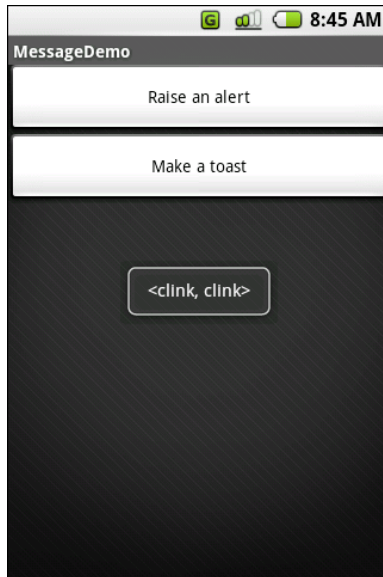 G 8:45 AM
MessageDemo
Raise an alert
Make a toast
<clink, clink>